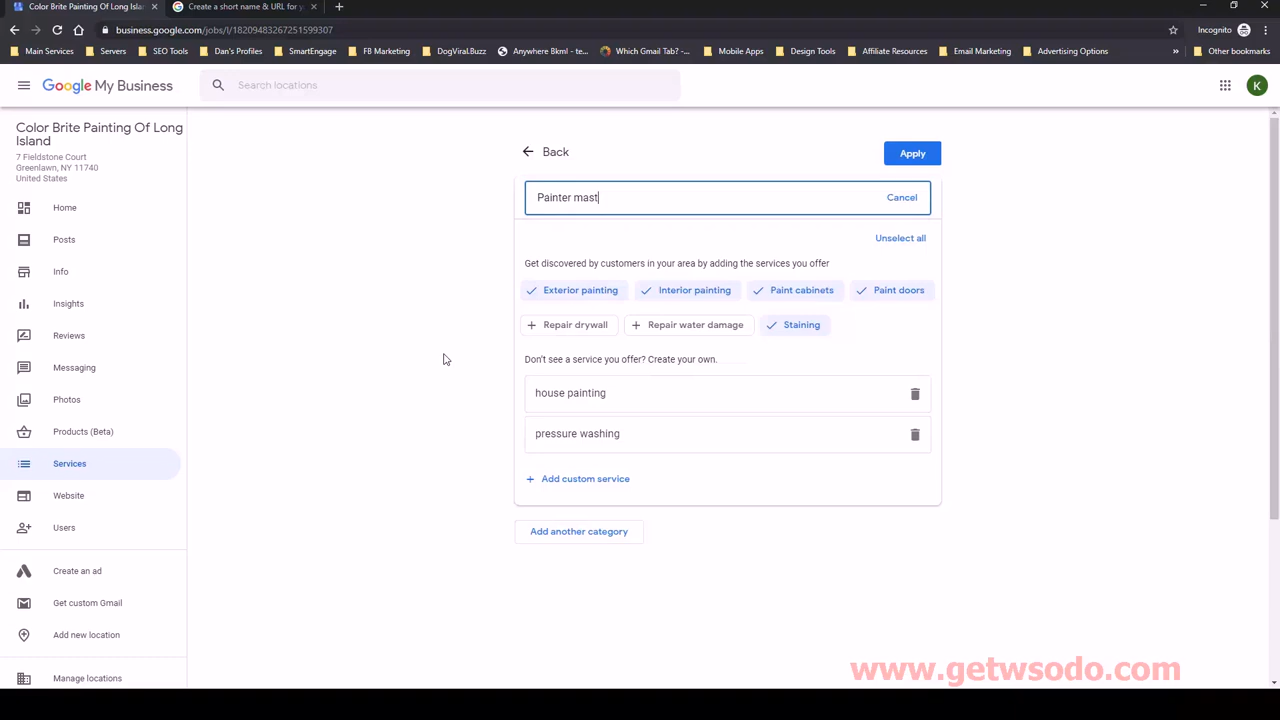 Color Brite Painting Of Long Islan
Create a short name & URL for y
business.google.com/jobs/l/18209483267251599307
Incognito
Main Services
Servers
SEO Tools
Dan's Profiles
SmartEngage
FB Marketing
DogViral.Buzz
Anywhere Bkml - te...
Which Gmail Tab? -...
Mobile Apps
Design Tools
Affiliate Resources
Email Marketing
Advertising Options
Other bookmarks
Google My Business
Search locations
K
Color Brite Painting Of Long
Island
7 Fieldstone Court
Greenlawn, NY 11740
United States
Home
Posts
Info
Insights
Reviews
Messaging
Photos
Products (Beta)
Services
Website
Users
Create an ad
Get custom Gmail
Add new location
Manage locations
Back
Apply
Painter mast
Cancel
Unselect all
Get discovered by customers in your area by adding the services you offer
Exterior painting
Interior painting
Paint cabinets
Paint doors
Repair drywall
Repair water damage
Staining
Don't see a service you offer? Create your own.
house painting
pressure washing
Add custom service
Add another category
www.getwsodo.com